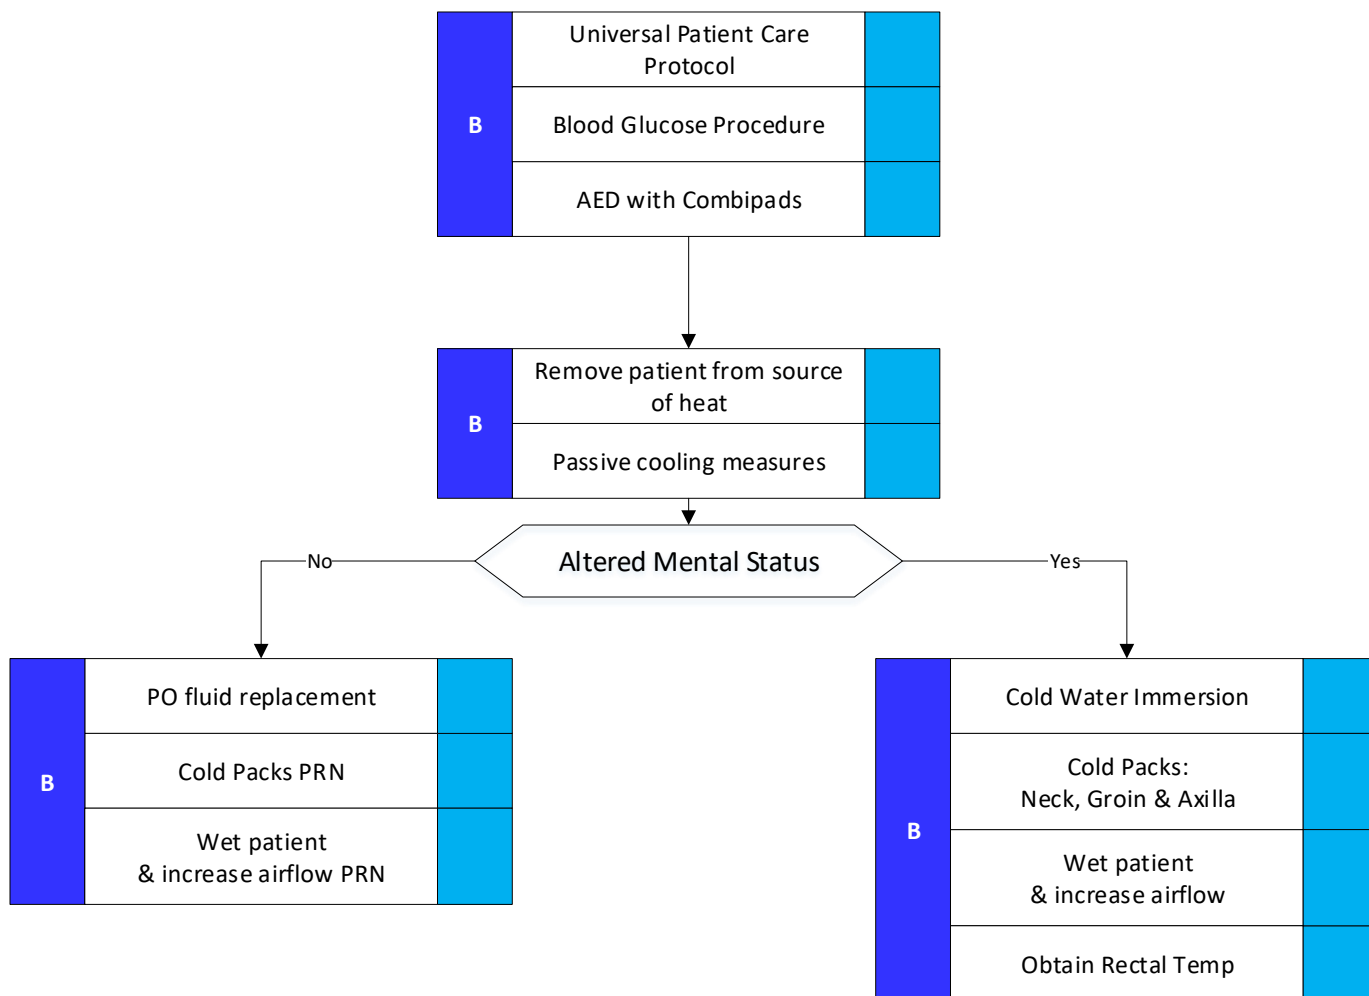 Universal Patient Care
Protocol
B
Blood Glucose Procedure
AED with Combipads
Remove patient from source
of heat
B
Passive cooling measures
No
Altered Mental Status
Yes
PO fluid replacement
B
Cold Packs PRN
Wet patient
& increase airflow PRN
Cold Water Immersion
Cold Packs:
Neck, Groin & Axilla
B
Wet patient
& increase airflow
Obtain Rectal Temp